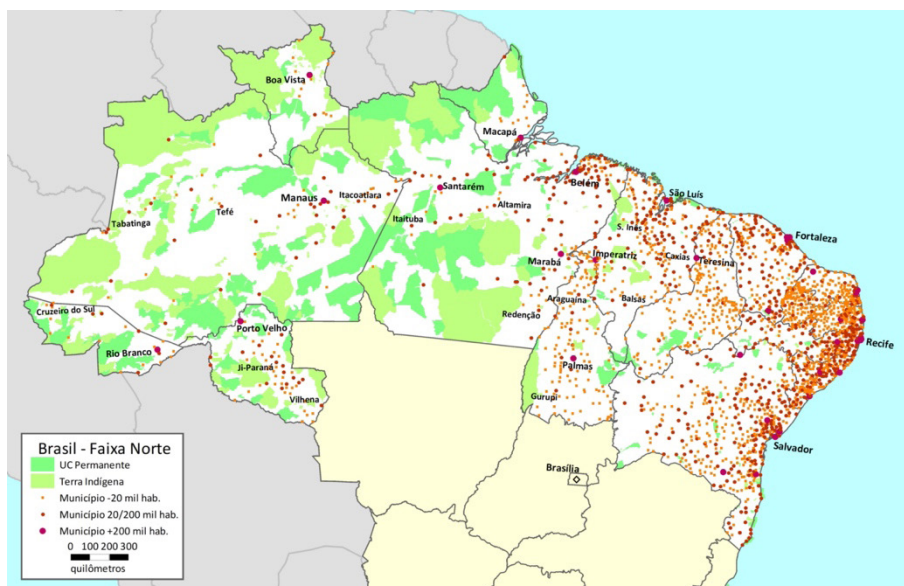 Boa Vista
Macapá
Manaus
Itacoatiara
Santarém
Belém
São Luís
Tabatinga
Tefé
Itaituba
Altamira
S. Inês
Fortaleza
Marabá
Imperatriz
Caxias
Teresina
Cruzeiro do Sul
Porto Velho
Araguaína
Balsas
Redenção
Rio Branco
Ji-Paraná
Palmas
Recife
Vilhena
Gurupi
Salvador
Brasília
Brasil - Faixa Norte
UC Permanente
Terra Indígena
Município -20 mil hab.
Município 20/200 mil hab.
Município +200 mil hab.
0 100 200 300
quilômetros